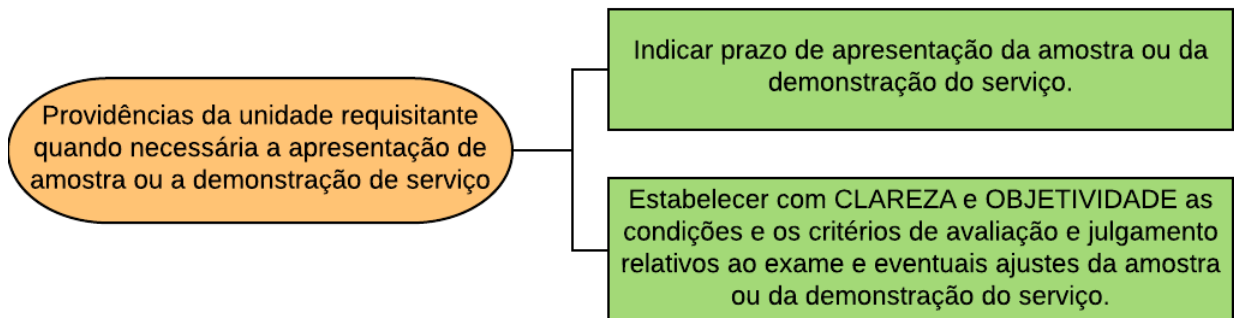 Providências da unidade requisitante
quando necessária a apresentação de
amostra ou a demonstração de serviço
Indicar prazo de apresentação da amostra ou da
demonstração do serviço.
Estabelecer com CLAREZA e OBJETIVIDADE as
condições e os critérios de avaliação e julgamento
relativos ao exame e eventuais ajustes da amostra
ou da demonstração do serviço.